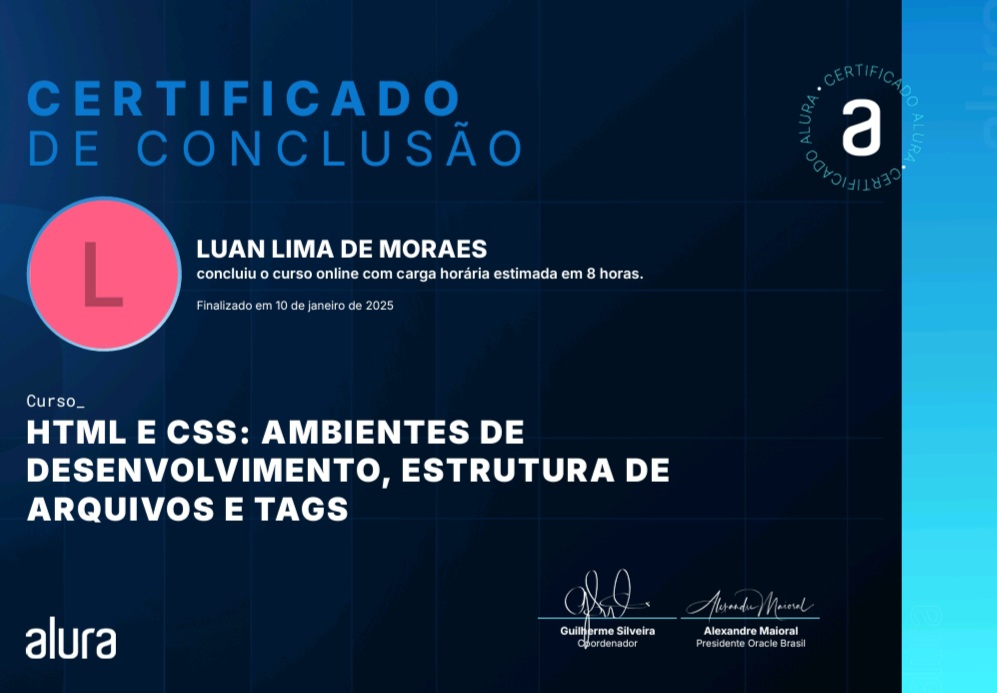 CERTIFICADO
DE CONCLUSÃO
CERTIFICADO ALURA • CERTIFICADO ALURA •
a
L
LUAN LIMA DE MORAES
concluiu o curso online com carga horária estimada em 8 horas.
Finalizado em 10 de janeiro de 2025
Curso_
HTML E CSS: AMBIENTES DE
DESENVOLVIMENTO, ESTRUTURA DE
ARQUIVOS E TAGS
alura
Alexandre Maioral
Guilherme Silveira
Coordenador
Alexandre Maioral
Presidente Oracle Brasil